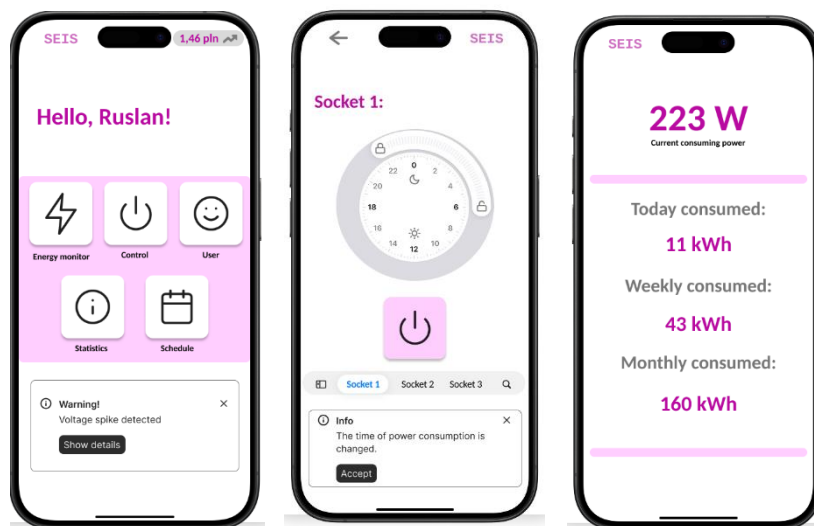 SEIS
1,46 pln
Hello, Ruslan!
Energy monitor
Control
User
Statistics
Schedule
Warning!
Voltage spike detected
Show details
SEIS
Socket 1:
0
2
4
6
8
10
12
14
16
18
20
22
Socket 1
Socket 2
Socket 3
Info
The time of power consumption is
changed.
Accept
SEIS
223 W
Current consuming power
Today consumed:
11 kWh
Weekly consumed:
43 kWh
Monthly consumed:
160 kWh